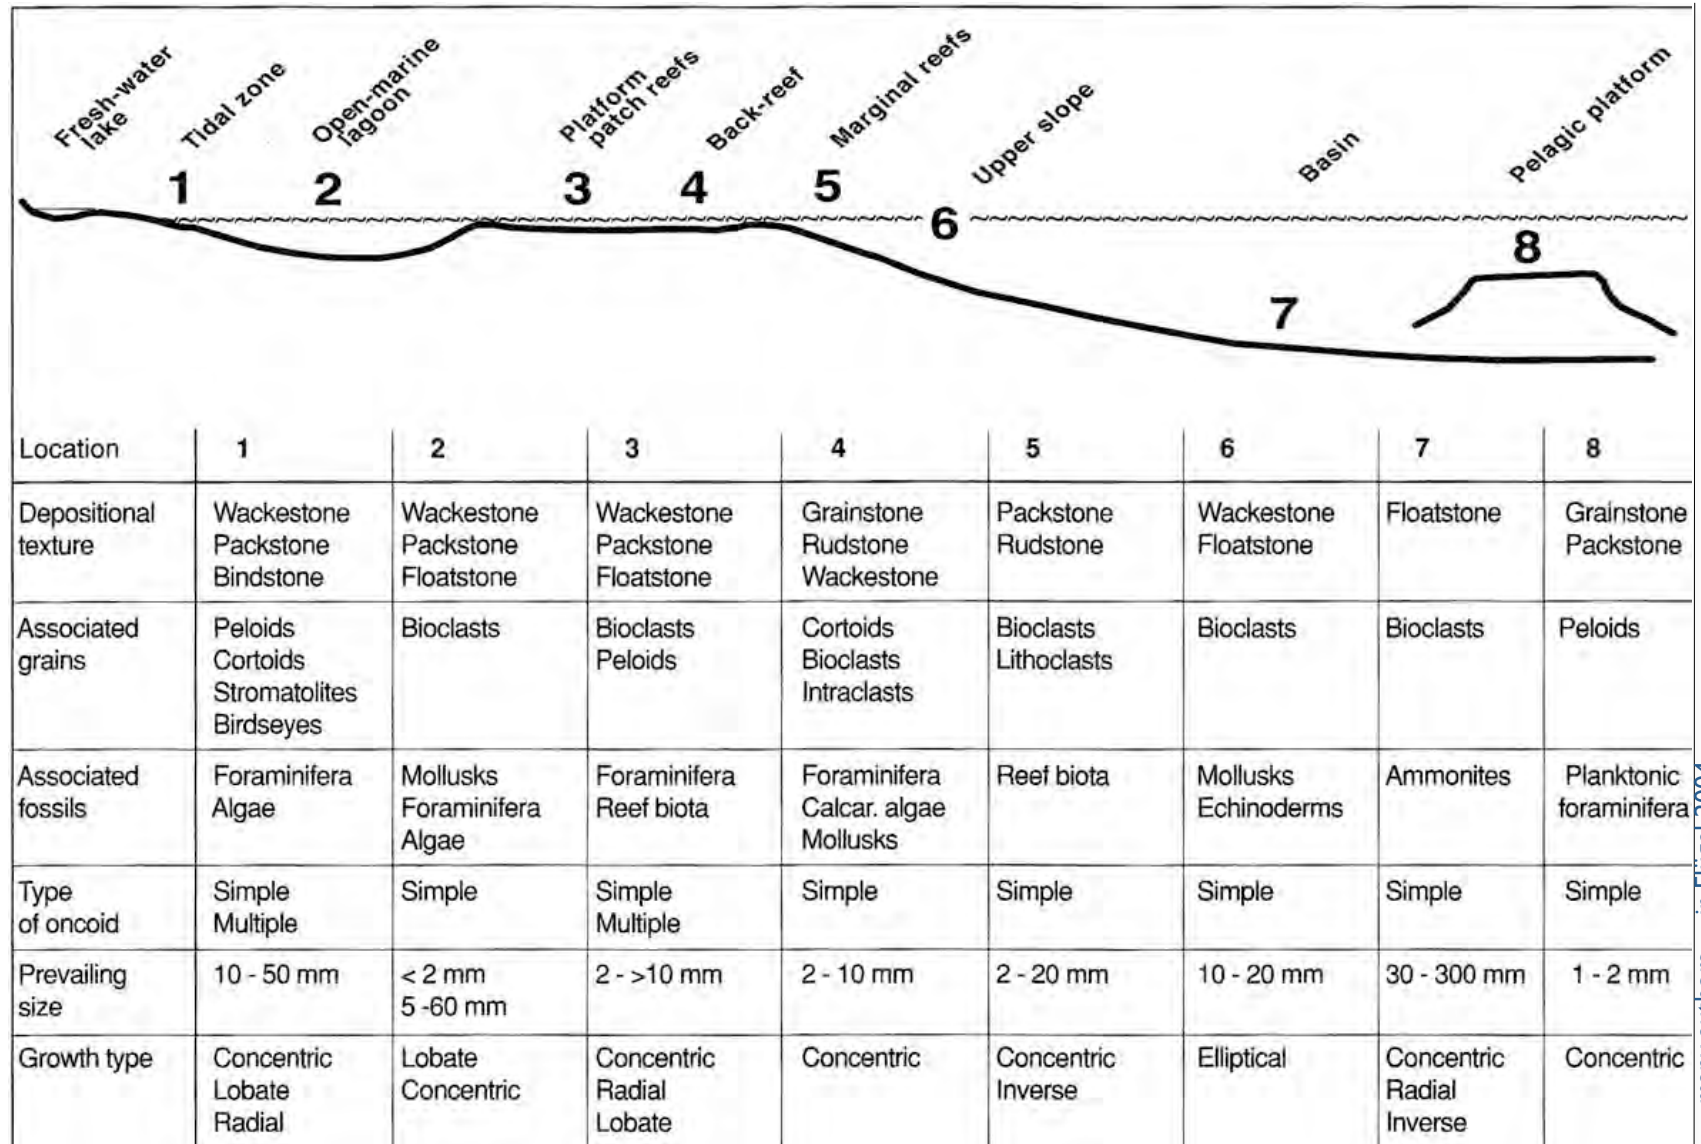 Fresh-water
lake
Tidal zone
Open-marine
lagoon
Platform
patch reefs
Back-reef
Marginal reefs
Upper slope
Basin
Pelagic platform
1
2
3
4
5
6
7
8
Location 1 2 3 4 5 6 7 8
Depositional Wackestone Wackestone Wackestone Grainstone Packstone Wackestone Floatstone Grainstone
texture Packstone Packstone Packstone Rudstone Rudstone Floatstone Packstone
Bindstone Floatstone Floatstone Wackestone
Associated Peloids Bioclasts Bioclasts Cortoids Bioclasts Bioclasts Bioclasts Peloids
grains Cortoids Peloids Bioclasts Lithoclasts
Stromatolites Intraclasts
Birdseyes
Associated Foraminifera Mollusks Foraminifera Foraminifera Reef biota Mollusks Ammonites Planktonic
fossils Algae Foraminifera Reef biota Calcar. algae Echinoderms foraminifera
Algae Mollusks
Type Simple Simple Simple Simple Simple Simple Simple Simple
of oncoid Multiple Multiple
Prevailing 10 - 50 mm < 2 mm 2 - >10 mm 2 - 10 mm 2 -20 mm 10 - 20 mm 30 - 300 mm 1 - 2 mm
size 5 -60 mm
Growth type Concentric Lobate Concentric Concentric Concentric Elliptical Concentric Concentric
Lobate Concentric Radial Inverse Radial
Radial Lobate Inverse